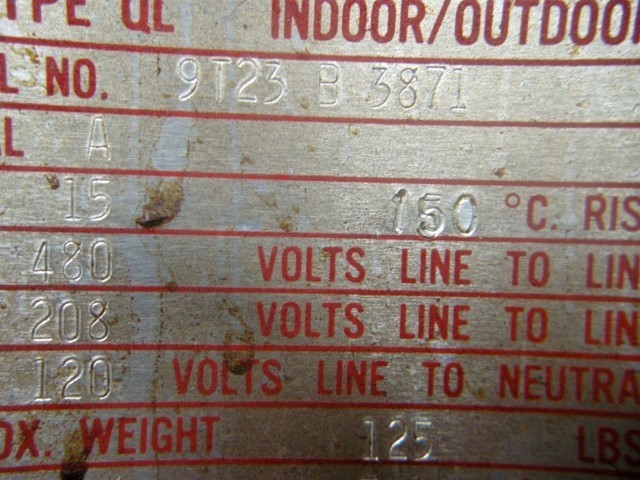 TYPE QL INDOOR/OUTDOOR
L NO. 9T23 B 3871
AL A
15 150 °C. RIS
480 VOLTS LINE TO LIN
208 VOLTS LINE TO LIN
120 VOLTS LINE TO NEUTRA
OX. WEIGHT 125 LBS